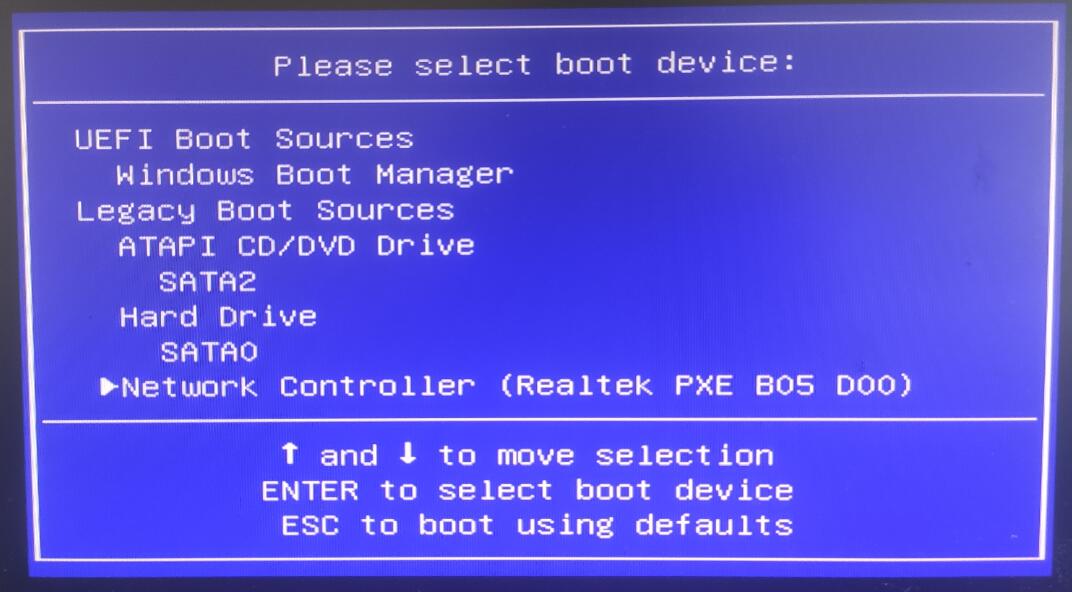 Please select boot device:
UEFI Boot Sources
Windows Boot Manager
Legacy Boot Sources
ATAPI CD/DVD Drive
SATA2
Hard Drive
SATA0
▶Network Controller (Realtek PXE B05 D00)
↑ and ↓ to move selection
ENTER to select boot device
ESC to boot using defaults